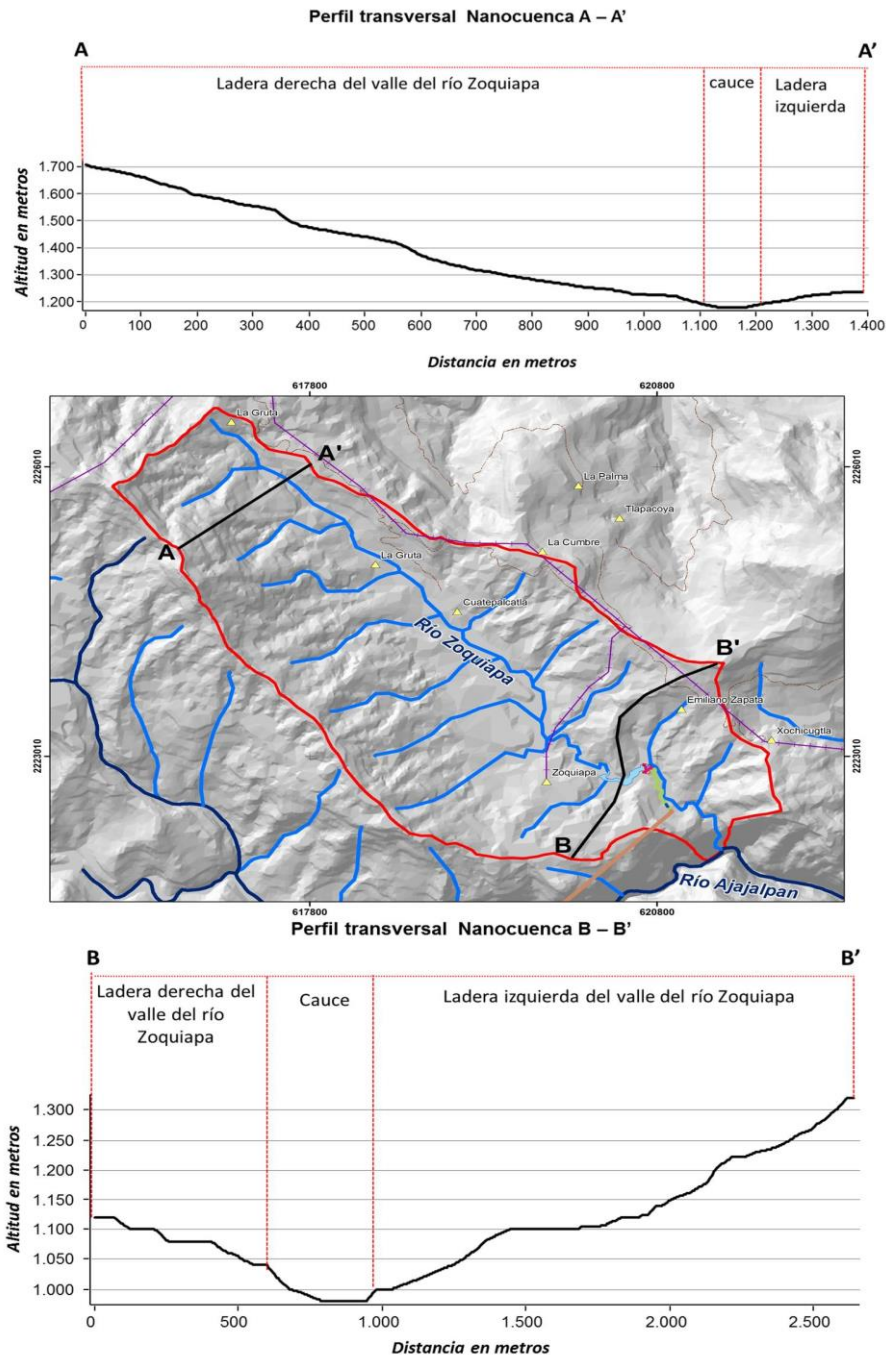 Perfil transversal Nanocuenca A – A’
A
A’
Ladera derecha del valle del río Zoquiapa
cauce
Ladera
izquierda
Altitud en metros
1.700
1.600
1.500
1.400
1.300
1.200
0 100 200 300 400 500 600 700 800 900 1.000 1.100 1.200 1.300 1.400
Distancia en metros
617800
620800
La Gruta
2226010
2226010
A'
La Palma
Tlapacoya
A
La Cumbre
La Gruta
Cuatepalcatla
Río Zoquiapa
B'
Emiliano Zapata
Xochicugtla
2223010
2223010
Zoquiapa
B
Río Ajajalpan
617800
620800
Perfil transversal Nanocuenca B – B’
B
B’
Ladera derecha del
valle del río
Zoquiapa
Cauce
Ladera izquierda del valle del río Zoquiapa
Altitud en metros
1.300
1.250
1.200
1.150
1.100
1.050
1.000
0 500 1.000 1.500 2.000 2.500
Distancia en metros